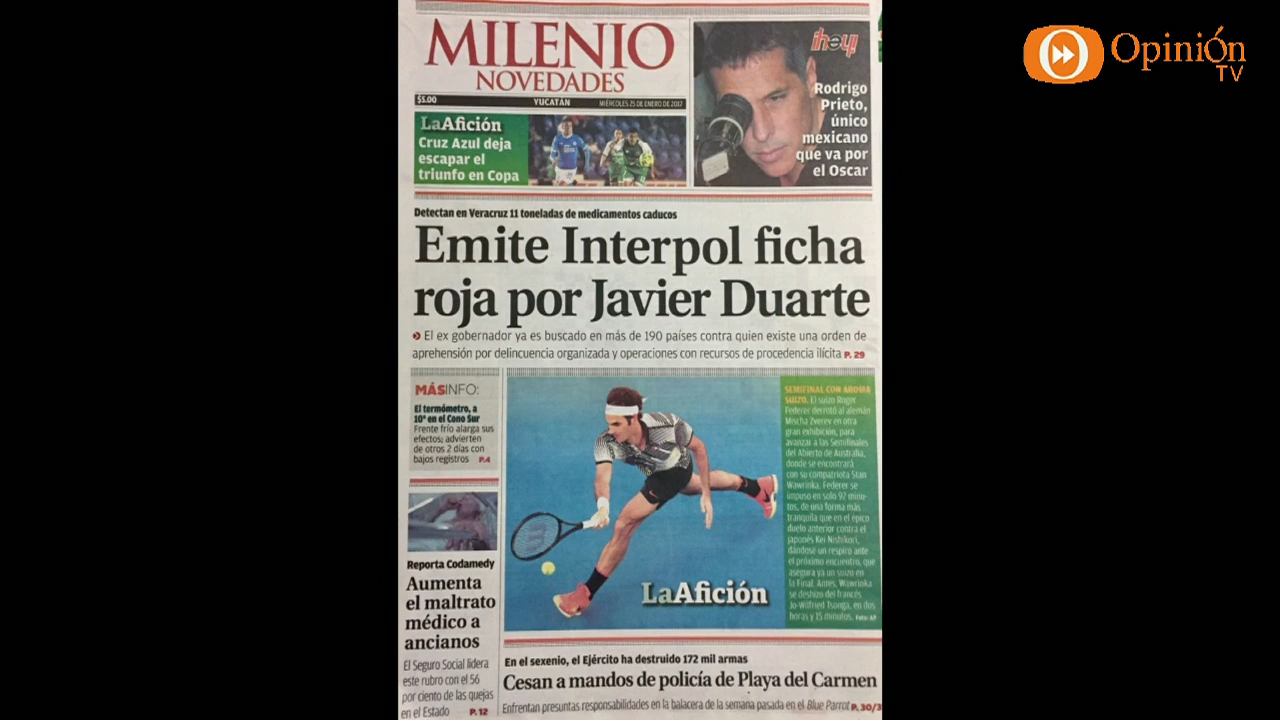 MILENIO
NOVEDADES
$5.00
YUCATÁN
MIÉRCOLES 25 DE ENERO DE 2017
LaAfición
Cruz Azul deja
escapar el
triunfo en Copa
¡hey!
Rodrigo
Prieto,
único
mexicano
que va por
el Oscar
Opinión
TV
Detectan en Veracruz 11 toneladas de medicamentos caducos
Emite Interpol ficha
roja por Javier Duarte
El ex gobernador ya es buscado en más de 190 países contra quien existe una orden de
aprehensión por delincuencia organizada y operaciones con recursos de procedencia ilícita P. 29
MÁSINFO:
El termómetro, a
10° en el Cono Sur
Frente frío alarga sus
efectos; advierten
de otros 2 días con
bajos registros P.4
Reporta Codamedy
Aumenta
el maltrato
médico a
ancianos
El Seguro Social lidera
este rubro con el 56
por ciento de las quejas
en el Estado P.12
LaAfición
SEMIFINAL CON AROMA
SUIZO. El suizo Roger
Federer derrotó al alemán
Mischa Zverev en otra
gran exhibición, para
avanzar a las Semifinales
del Abierto de Australia,
donde se encontrará
con su compatriota Stan
Wawrinka. Federer se
impuso en solo 92 minu-
tos, de una forma más
tranquila que en el épico
duelo anterior contra el
japonés Kei Nishikori,
dándose un respiro ante
el próximo encuentro, que
asegura ya un suizo en
la Final. Antes, Wawrinka
se deshizo del francés
Jo-Wilfried Tsonga, en dos
horas y 15 minutos. Foto: AP
En el sexenio, el Ejército ha destruido 172 mil armas
Cesan a mandos de policía de Playa del Carmen
Enfrentan presuntas responsabilidades en la balacera de la semana pasada en el Blue Parrot P. 30/3